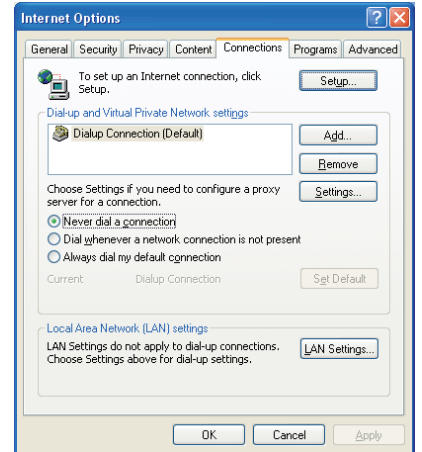 Internet Options
General Security Privacy Content Connections Programs Advanced
To set up an Internet connection, click
Setup.
Setup...
Dial-up and Virtual Private Network settings
Dialup Connection (Default)
Add...
Remove
Choose Settings if you need to configure a proxy
server for a connection.
Settings...
Never dial a connection
Dial whenever a network connection is not present
Always dial my default connection
Current Dialup Connection Set Default
Local Area Network (LAN) settings
LAN Settings do not apply to dial-up connections.
Choose Settings above for dial-up settings.
LAN Settings...
OK Cancel Apply